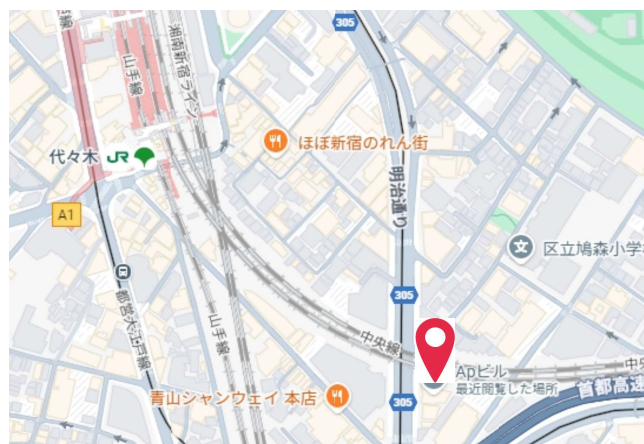 305
湘南新宿ライン
山手線
代々木 JR
ほぼ新宿のれん街
明治通り
A1
区立鳩森小学校
305
都営大江戸線
山手線
中央線
中央
Apビル
最近閲覧した場所
首都高速
青山シャンウェイ 本店
305